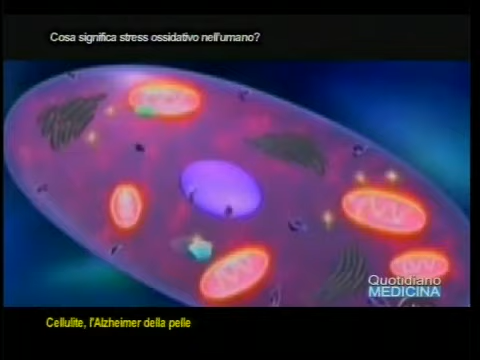 Cosa significa stress ossidativo nell'umano?
Quotidiano
MEDICINA
Cellulite, l'Alzheimer della pelle